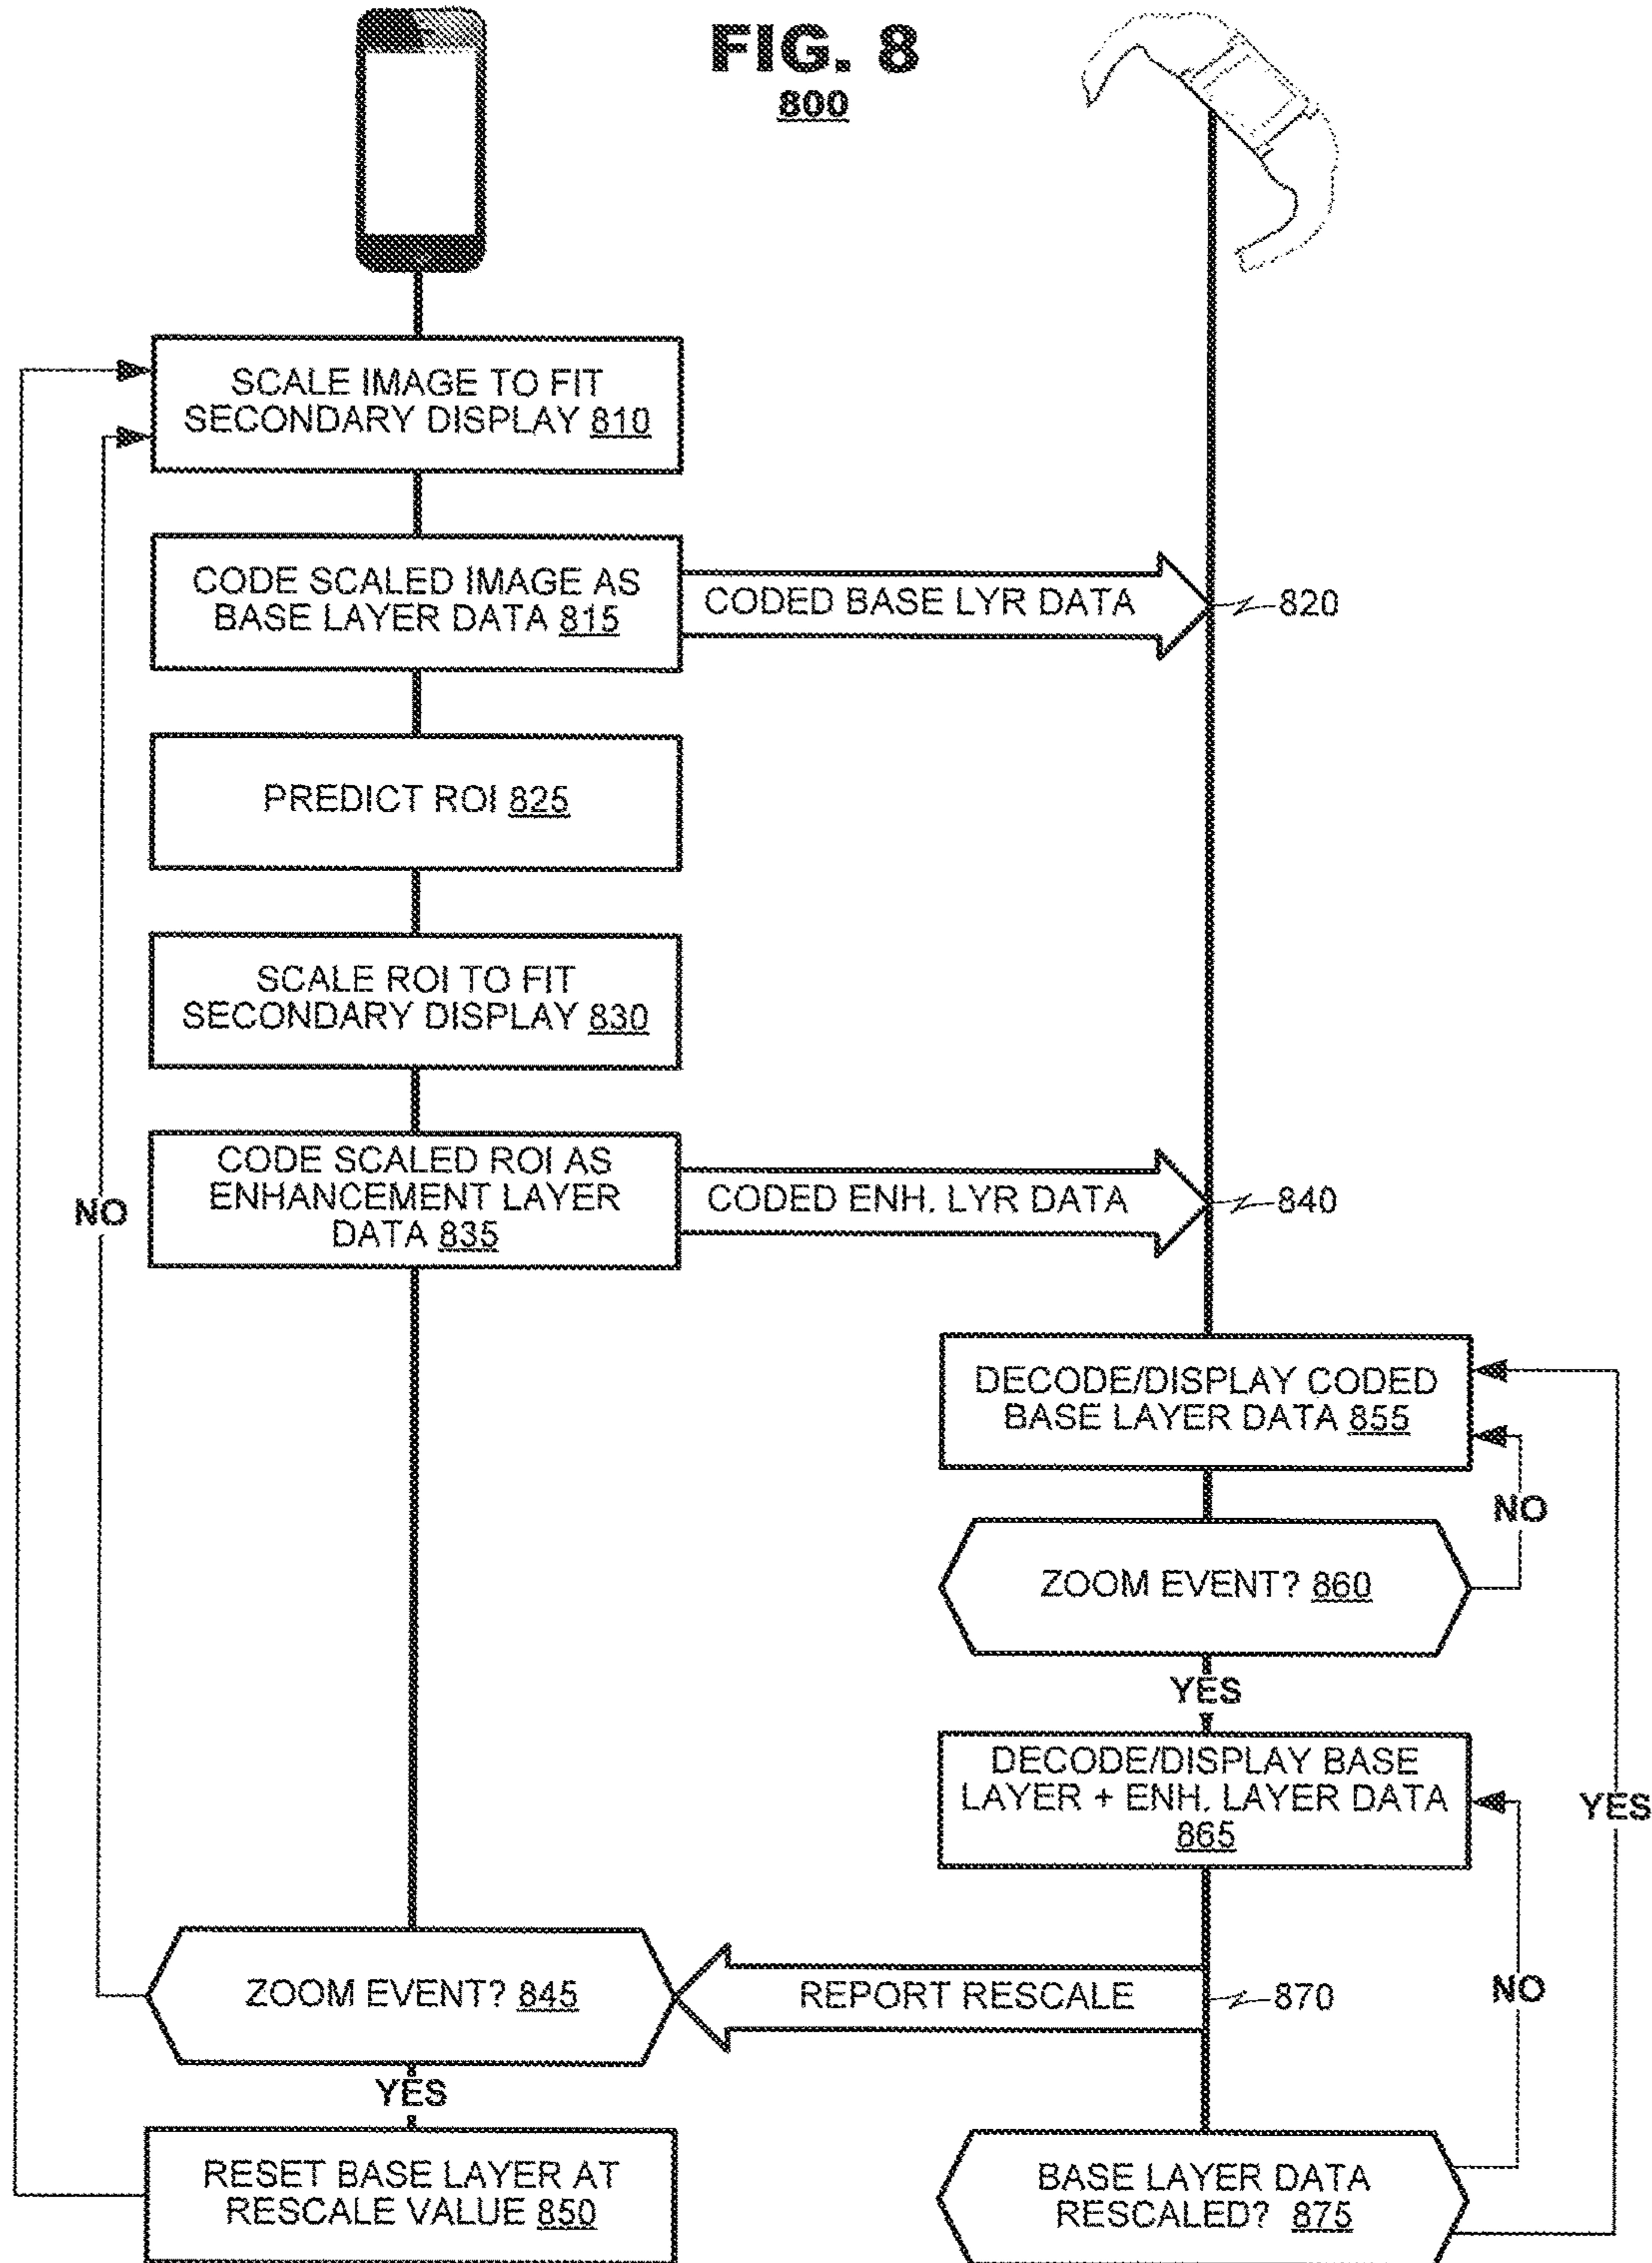 FIG. 8
800
SCALE IMAGE TO FIT
SECONDARY DISPLAY 810
CODE SCALED IMAGE AS
BASE LAYER DATA 815
CODED BASE LYR DATA
820
PREDICT ROI 825
SCALE ROI TO FIT
SECONDARY DISPLAY 830
CODE SCALED ROI AS
ENHANCEMENT LAYER
DATA 835
CODED ENH. LYR DATA
840
NO
DECODE/DISPLAY CODED
BASE LAYER DATA 855
NO
ZOOM EVENT? 860
YES
DECODE/DISPLAY BASE
LAYER + ENH. LAYER DATA
865
YES
ZOOM EVENT? 845
REPORT RESCALE
870
NO
YES
RESET BASE LAYER AT
RESCALE VALUE 850
BASE LAYER DATA
RESCALED? 875